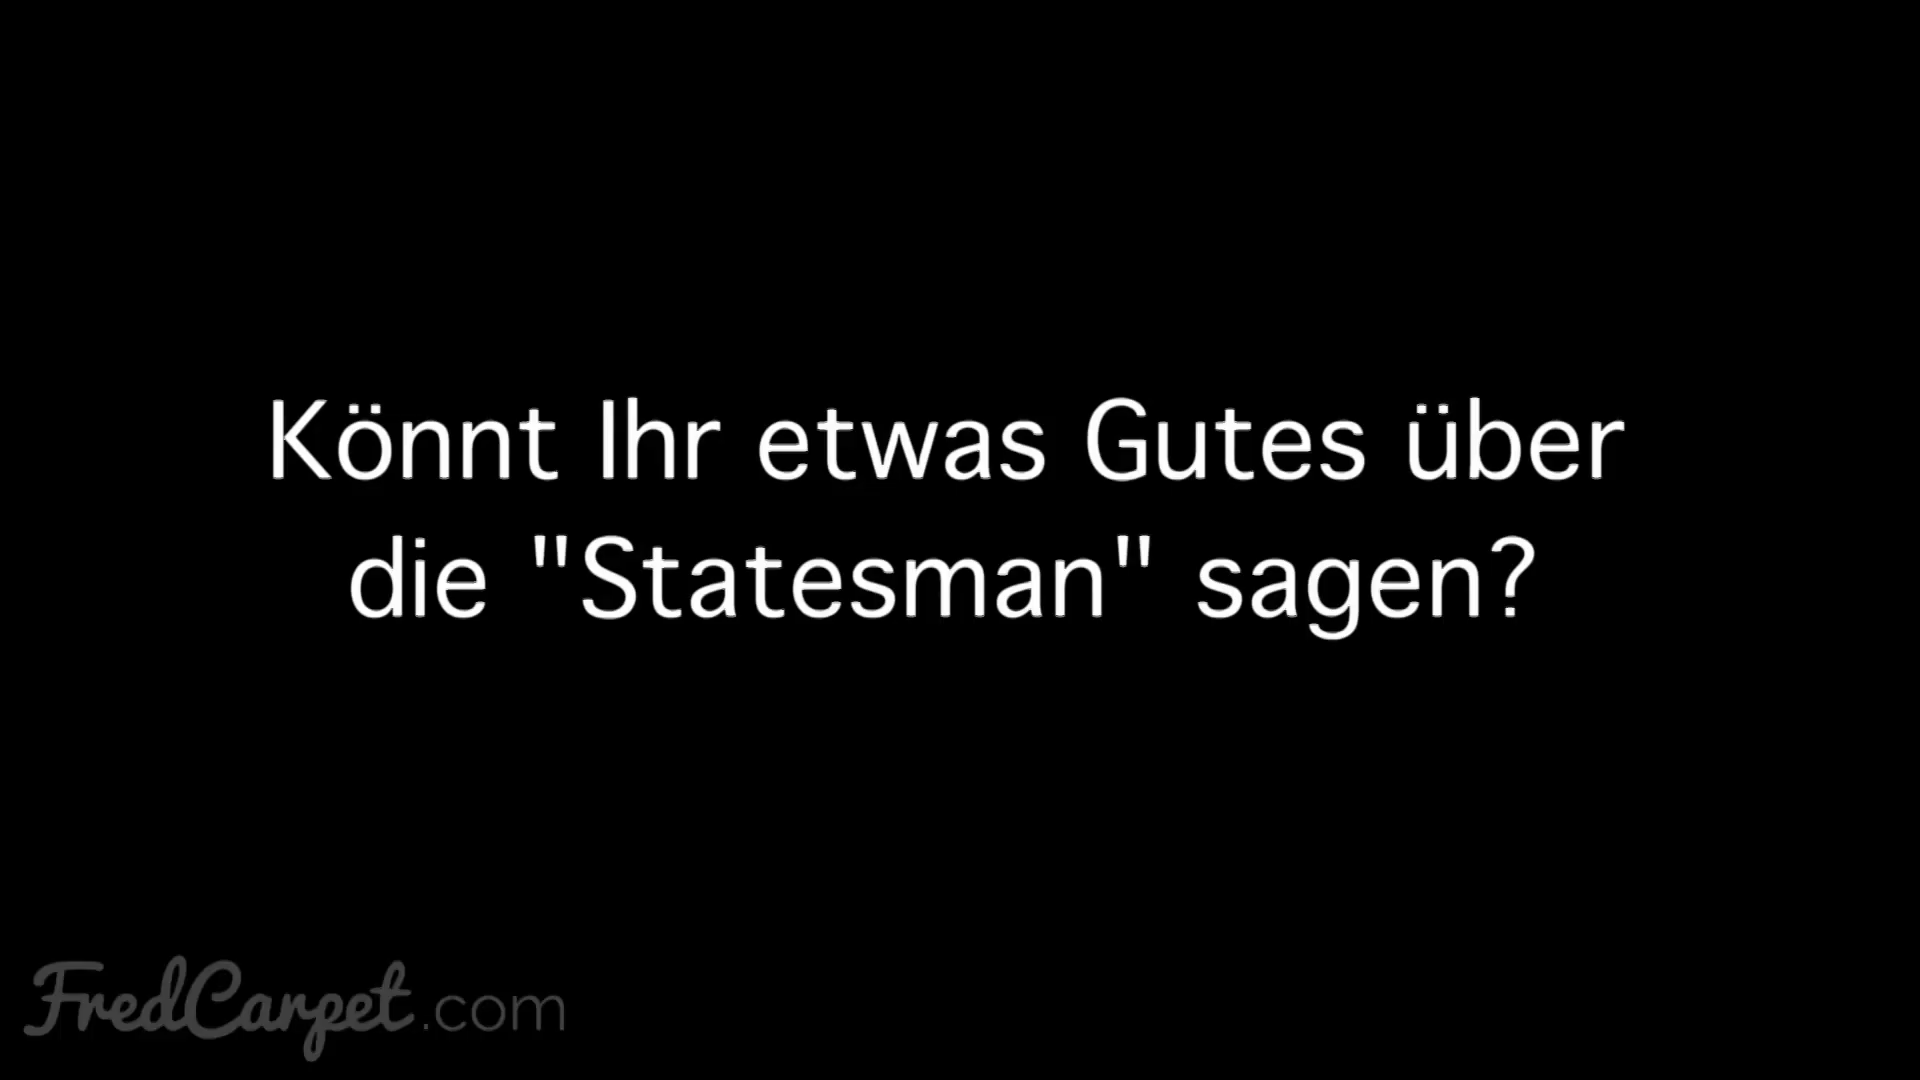 Könnt Ihr etwas Gutes über
die "Statesman" sagen?
FredCarpet.com